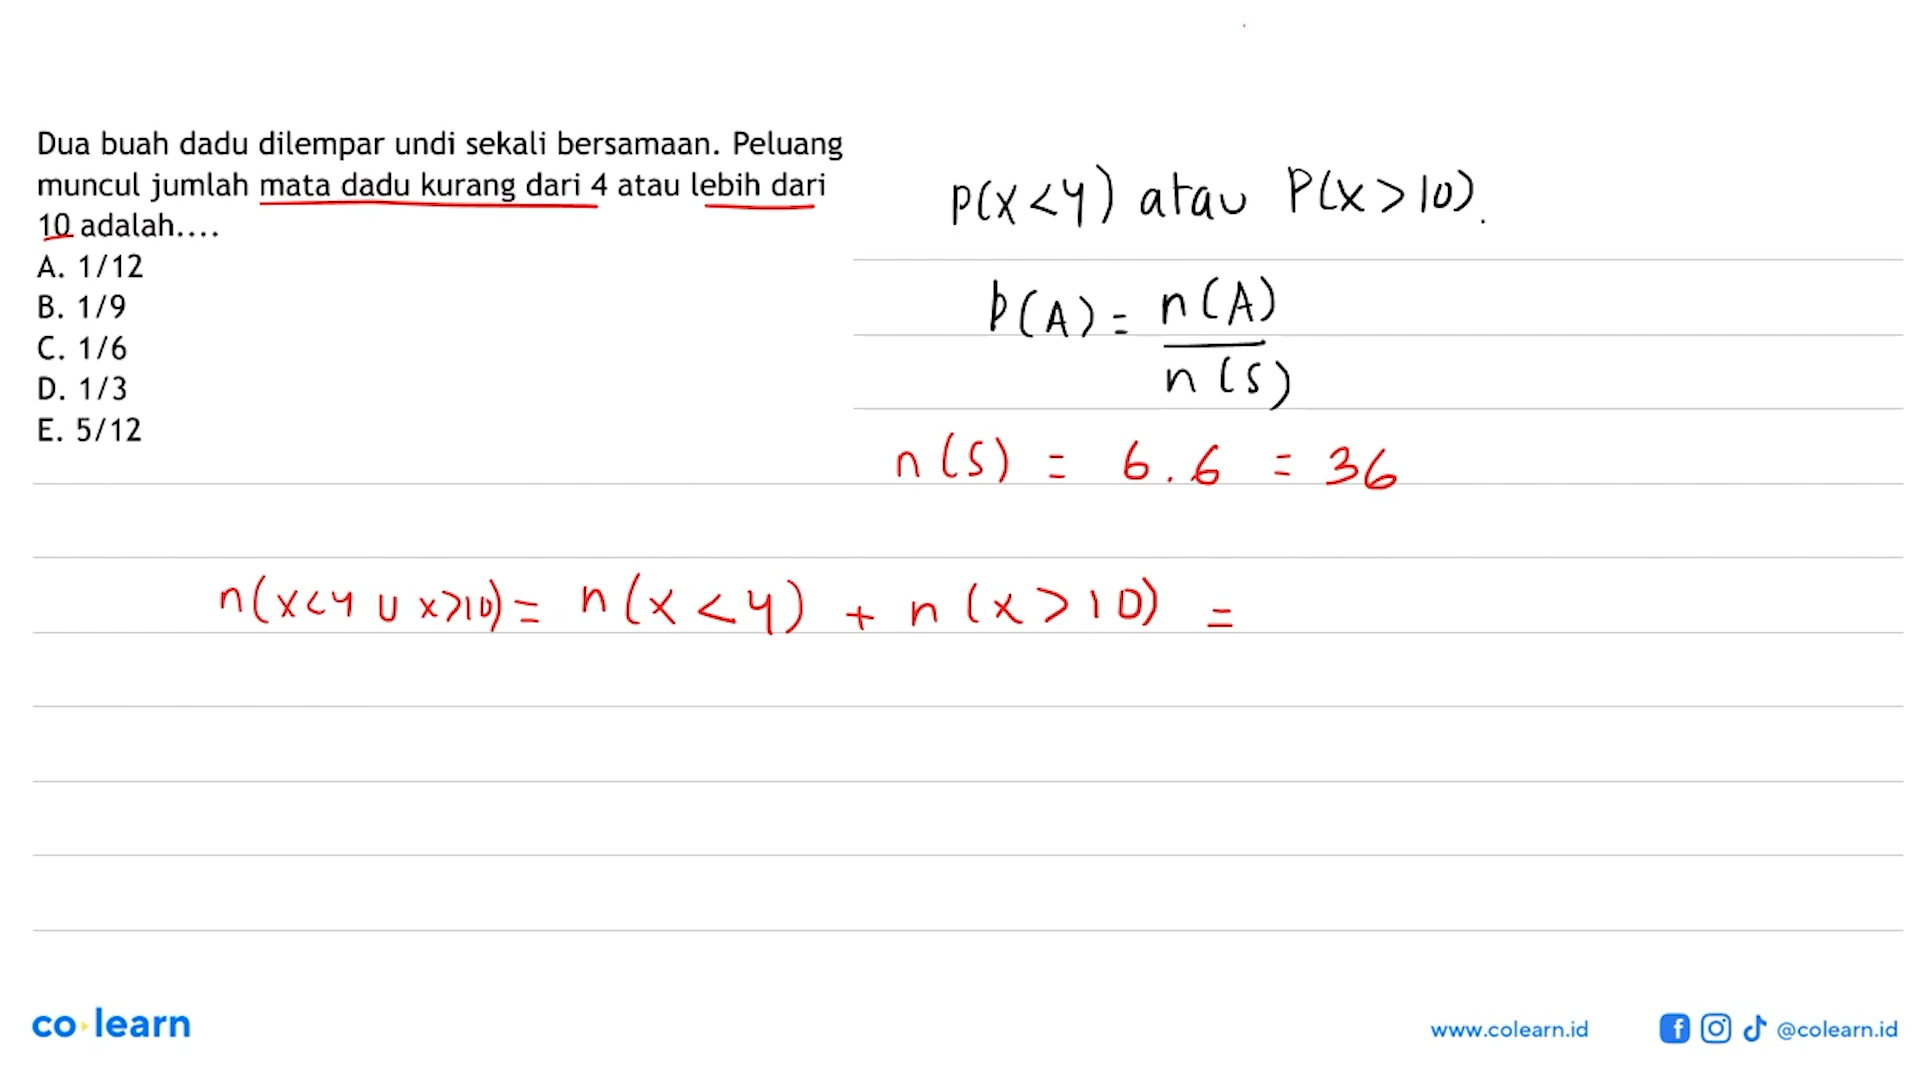 Dua buah dadu dilempar undi sekali bersamaan. Peluang
muncul jumlah mata dadu kurang dari 4 atau lebih dari
10 adalah....
A. 1/12
B. 1/9
C. 1/6
D. 1/3
E. 5/12
P(X<4) atau P(X>10).
P(A) = n(A)
n(S)
n(S) = 6.6 = 36
n(X<4 ∪ X>10) = n(X<4) + n(X>10) =
co learn
www.colearn.id
@colearn.id